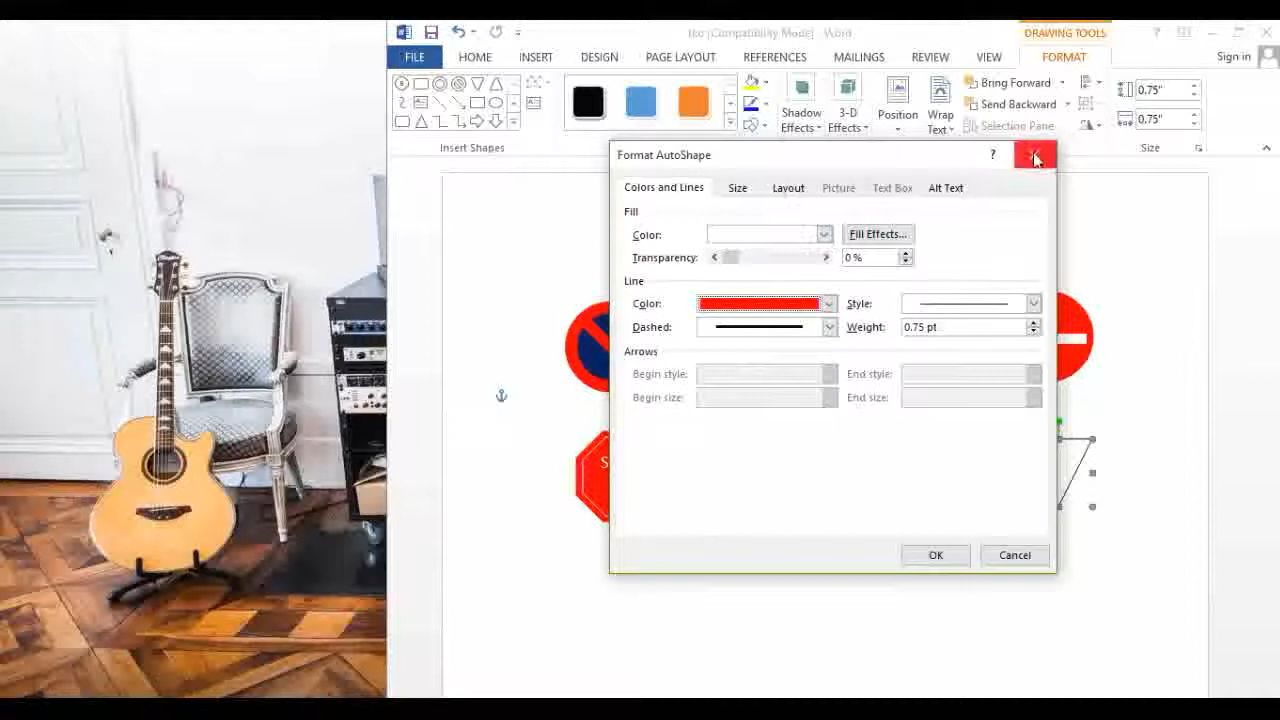 [Compatibility Mode] - Word
DRAWING TOOLS
?
FILE HOME INSERT DESIGN PAGE LAYOUT REFERENCES MAILINGS REVIEW VIEW FORMAT Sign in
Shadow Effects
3-D Effects
Position
Wrap Text
Bring Forward
Send Backward
Selection Pane
0.75"
0.75"
Insert Shapes
Size
Format AutoShape ?
Colors and Lines Size Layout Picture Text Box Alt Text
Fill
Color: Fill Effects...
Transparency: 0 %
Line
Color: Style:
Dashed: Weight: 0.75 pt
Arrows
Begin style: End style:
Begin size: End size:
S
OK Cancel